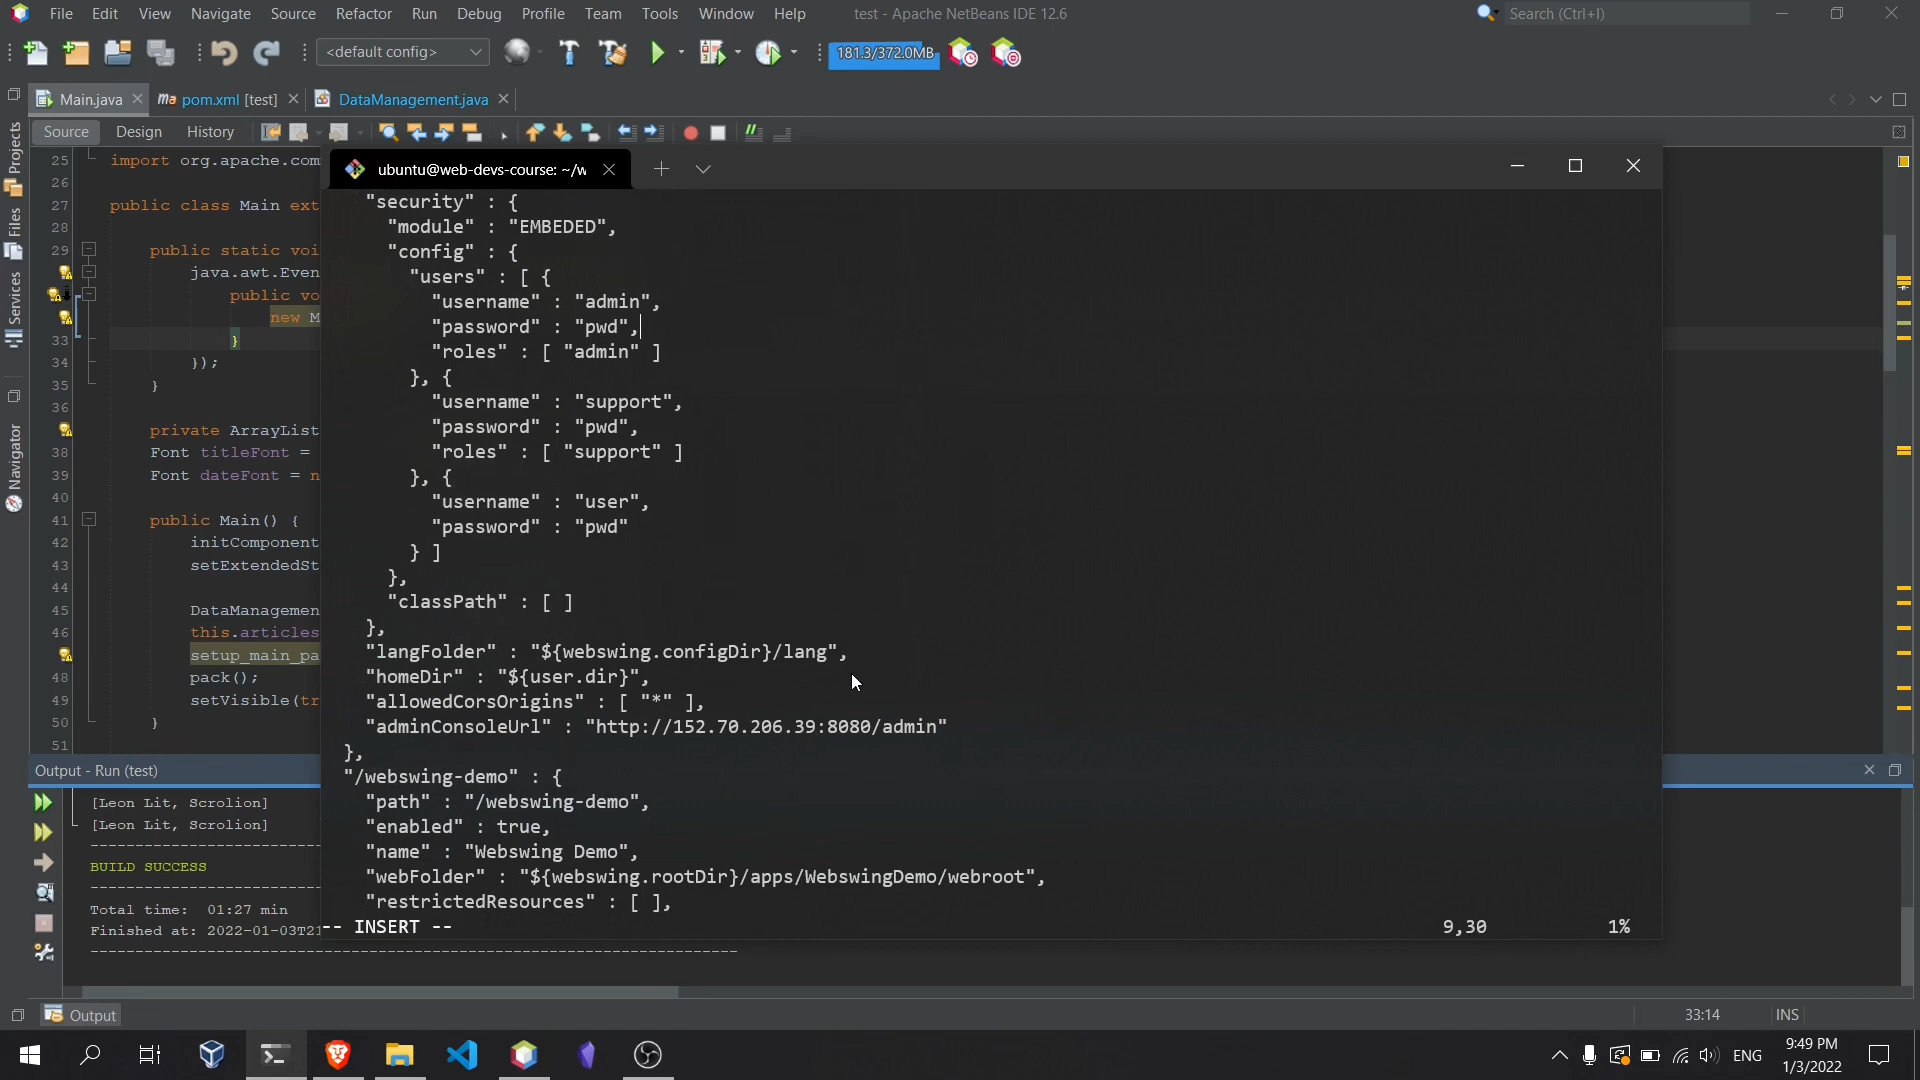 File Edit View Navigate Source Refactor Run Debug Profile Team Tools Window Help test - Apache NetBeans IDE 12.6 Search (Ctrl+I)
<default config> 181.3/372.0MB
Main.java pom.xml [test] DataManagement.java
Source Design History
Projects
Files
Services
Navigator
25 import org.apache.com
26
27 public class Main ext
28
29 public static voi
java.awt.Even
public vo
new M
33 }
34 });
35 }
36
private ArrayList
38 Font titleFont =
39 Font dateFont = n
40
41 public Main() {
42 initComponent
43 setExtendedSt
44
45 DataManagemen
46 this.articles
setup_main_pa
48 pack();
49 setVisible(tr
50 }
51
ubuntu@web-devs-course: ~/w
"security" : {
"module" : "EMBEDED",
"config" : {
"users" : [ {
"username" : "admin",
"password" : "pwd",
"roles" : [ "admin" ]
}, {
"username" : "support",
"password" : "pwd",
"roles" : [ "support" ]
}, {
"username" : "user",
"password" : "pwd"
} ]
},
"classPath" : [ ]
},
"langFolder" : "${webswing.configDir}/lang",
"homeDir" : "${user.dir}",
"allowedCorsOrigins" : [ "*" ],
"adminConsoleUrl" : "http://152.70.206.39:8080/admin"
},
"/webswing-demo" : {
"path" : "/webswing-demo",
"enabled" : true,
"name" : "Webswing Demo",
"webFolder" : "${webswing.rootDir}/apps/WebswingDemo/webroot",
"restrictedResources" : [ ],
-- INSERT -- 9,30 1%
Output - Run (test)
[Leon Lit, Scrolion]
[Leon Lit, Scrolion]
BUILD SUCCESS
Total time: 01:27 min
Finished at: 2022-01-03T21
Output 33:14 INS
ENG 9:49 PM
1/3/2022